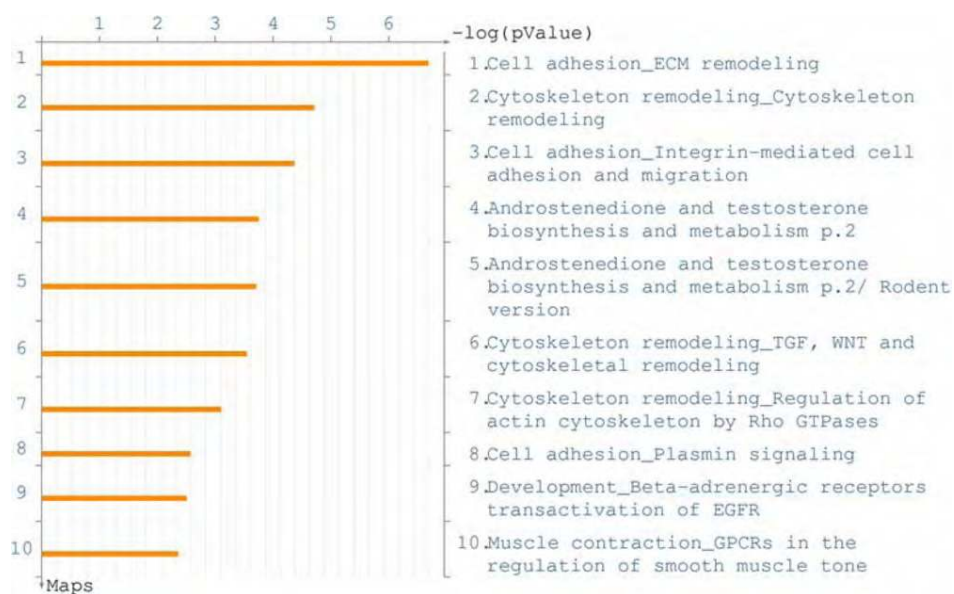 1 2 3 4 5 6
-log(pValue)
1 1.Cell adhesion_ECM remodeling
2 2.Cytoskeleton remodeling_Cytoskeleton
remodeling
3 3.Cell adhesion_Integrin-mediated cell
adhesion and migration
4 4.Androstenedione and testosterone
biosynthesis and metabolism p.2
5 5.Androstenedione and testosterone
biosynthesis and metabolism p.2/ Rodent
version
6 6.Cytoskeleton remodeling_TGF, WNT and
cytoskeletal remodeling
7 7.Cytoskeleton remodeling_Regulation of
actin cytoskeleton by Rho GTPases
8 8.Cell adhesion_Plasmin signaling
9 9.Development_Beta-adrenergic receptors
transactivation of EGFR
10 10.Muscle contraction_GPCRs in the
regulation of smooth muscle tone
Maps